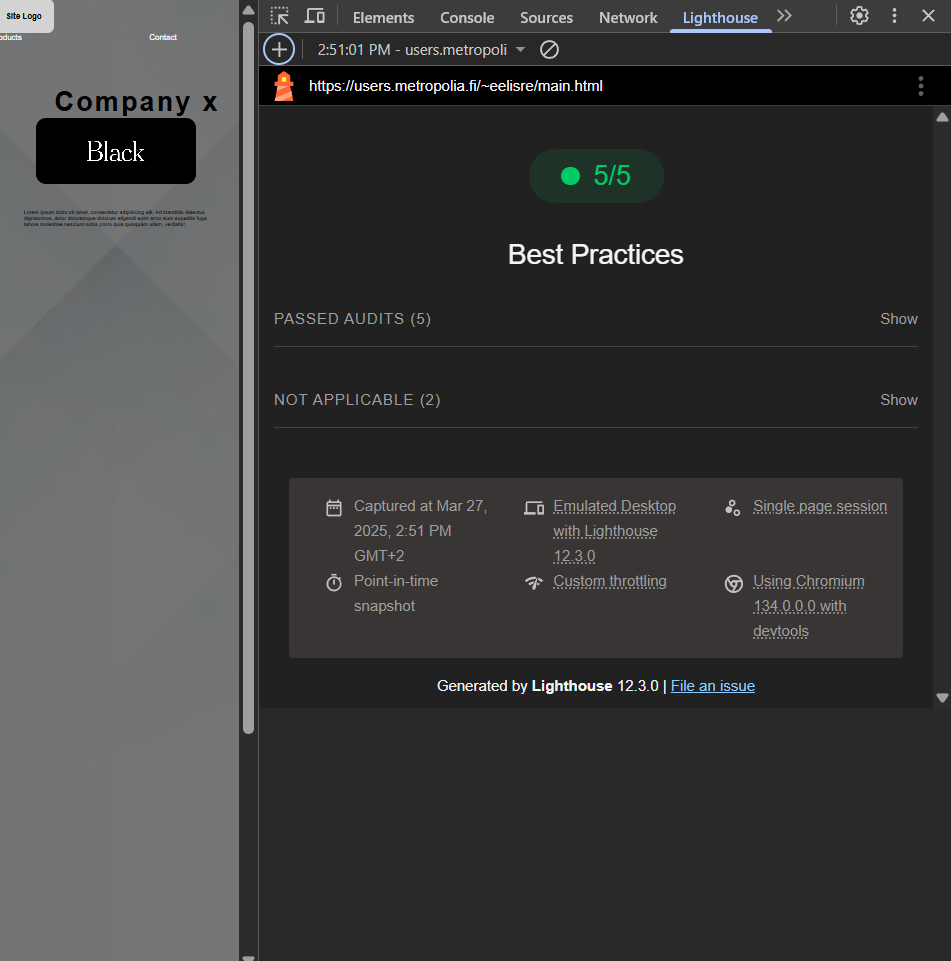 Site Logo
oducts
Contact
Company x
Black
Lorem ipsum dolor sit amet, consectetur adipisicing elit. Ad blanditiis delectus
dignissimos, dolor doloremque dolorum eligendi enim error eum expedita fuga
labore molestiae nesciunt nobis porro quia quisquam ullam, veritatis!
Elements
Console
Sources
Network
Lighthouse
2:51:01 PM - users.metropoli
https://users.metropolia.fi/~eelisre/main.html
5/5
Best Practices
PASSED AUDITS (5)
Show
NOT APPLICABLE (2)
Show
Captured at Mar 27,
2025, 2:51 PM
GMT+2
Emulated Desktop
with Lighthouse
12.3.0
Single page session
Point-in-time
snapshot
Custom throttling
Using Chromium
134.0.0.0 with
devtools
Generated by Lighthouse 12.3.0 | File an issue